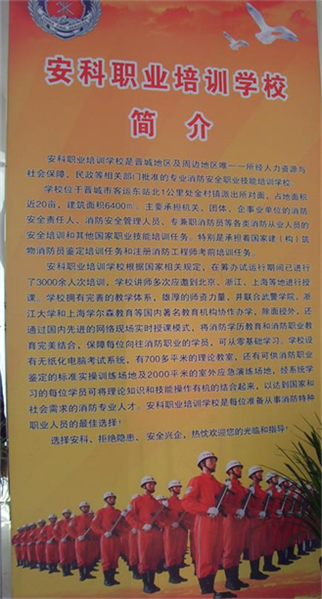 安科职业培训学校
简介
安科职业培训学校是晋城地区及周边地区唯一一所经人力资源与
社会保障、民政等相关部门批准的专业消防安全职业技能培训学校。
学校位于晋城市客运东站北1公里处金村镇派出所对面，占地面积
近20亩，建筑面积6400㎡。主要承担机关、团体、企事业单位的消防
安全责任人、消防安全管理人员、专兼职消防员等各类消防从业人员的
安全培训和其他国家职业技能培训任务。特别是承担着国家建（构）筑
物消防员鉴定培训任务和注册消防工程师考前培训任务。
安科职业培训学校根据国家相关规定，在筹办试运行期间已进行
了3000余人次培训，学校讲师多次应邀到北京、浙江、上海等地进行授
课。学校拥有完善的教学体系，雄厚的师资力量，并联合武警学院、浙
江大学和上海学尔森教育等国内著名教育机构协作办学，除面授外，还
通过国内先进的网络现场实时授课模式，将消防学历教育和消防职业教
育完美结合，保障每位向往消防职业的学员，可从零基础学习。学校设
有无纸化电脑考试系统，有700多平米的理论教室，还有可供消防职业
鉴定的标准实操训练场地及2000平米的室外应急演练场地，经系统学
习的每位学员可将理论知识和技能操作有机的结合起来，以达到国家和
社会需求的消防专业人才。安科职业培训学校是每位准备从事消防特种
职业人员的最佳选择！
选择安科、拒绝隐患、安全兴企，热忱欢迎您的光临和指导！